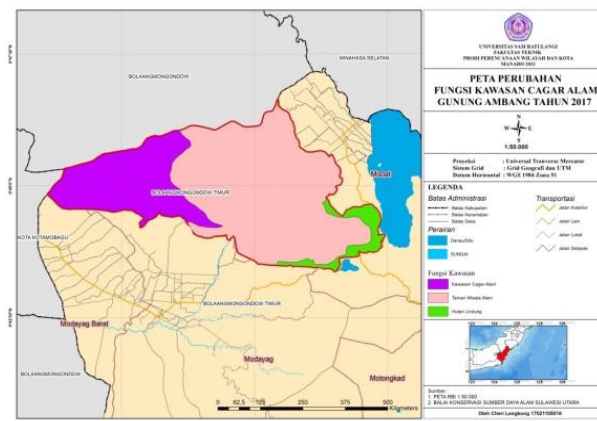 MINAHASA SELATAN
BOLAANGMONGONDOW
Mooat
BOLAANGMONGONDOW TIMUR
KOTA KOTAMOBAGU
BOLAANGMONGONDOW TIMUR
Modayag Barat
Modayag
BOLAANGMONGONDOW
Motongkad
0 62,5 125 250 375 500
Kilometers
UNIVERSITAS SAM RATULANGI
FAKULTAS TEKNIK
PRODI PERENCANAAN WILAYAH DAN KOTA
MANADO 2021
PETA PERUBAHAN
FUNGSI KAWASAN CAGAR ALAM
GUNUNG AMBANG TAHUN 2017
N
W E
S
1:50.000
Proyeksi : Universal Tranverse Mercator
Sistem Grid : Grid Geografi dan UTM
Datum Horizontal : WGS 1984 Zona 51
LEGENDA
Batas Administrasi
Batas Kabupaten
Batas Kecamatan
Batas Desa
Perairan
Danau/Situ
SUNGAI
Transportasi
Jalan Kolektor
Jalan Lain
Jalan Lokal
Jalan Setapak
Fungsi Kawasan
Kawasan Cagar Alam
Taman Wisata Alam
Hutan Lindung
Sumber :
1. PETA RBI 1:50.000
2. BALAI KONSERVASI SUMBER DAYA ALAM SULAWESI UTARA